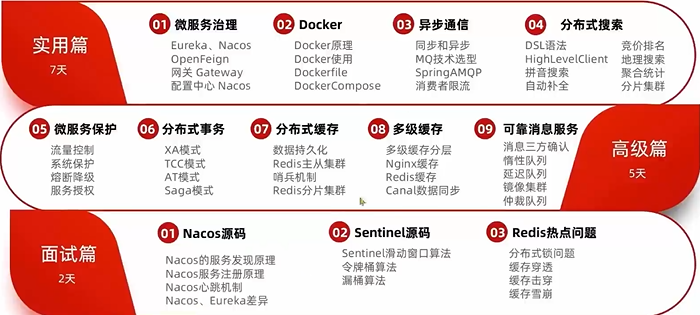 实用篇
7天
01 微服务治理
Eureka、Nacos
OpenFeign
网关 Gateway
配置中心 Nacos
02 Docker
Docker原理
Docker使用
Dockerfile
DockerCompose
03 异步通信
同步和异步
MQ技术选型
SpringAMQP
消费者限流
04 分布式搜索
DSL语法 竞价排名
HighLevelClient 地理搜索
拼音搜索 聚合统计
自动补全 分片集群
05 微服务保护
流量控制
系统保护
熔断降级
服务授权
06 分布式事务
XA模式
TCC模式
AT模式
Saga模式
07 分布式缓存
数据持久化
Redis主从集群
哨兵机制
Redis分片集群
08 多级缓存
多级缓存分层
Nginx缓存
Redis缓存
Canal数据同步
09 可靠消息服务
消息三方确认
惰性队列
延迟队列
镜像集群
仲裁队列
高级篇
5天
面试篇
2天
01 Nacos源码
Nacos的服务发现原理
Nacos服务注册原理
Nacos心跳机制
Nacos、Eureka差异
02 Sentinel源码
Sentinel滑动窗口算法
令牌桶算法
漏桶算法
03 Redis热点问题
分布式锁问题
缓存穿透
缓存击穿
缓存雪崩